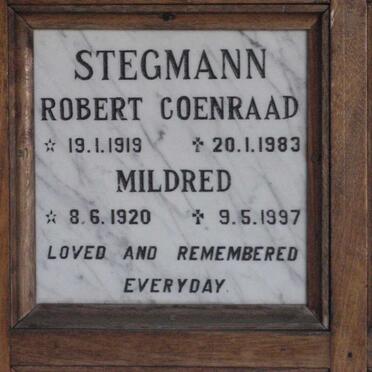 STEGMANN
ROBERT COENRAAD
☆ 19.1.1919 ✝ 20.1.1983
MILDRED
☆ 8.6.1920 ✝ 9.5.1997
LOVED AND REMEMBERED
EVERYDAY.